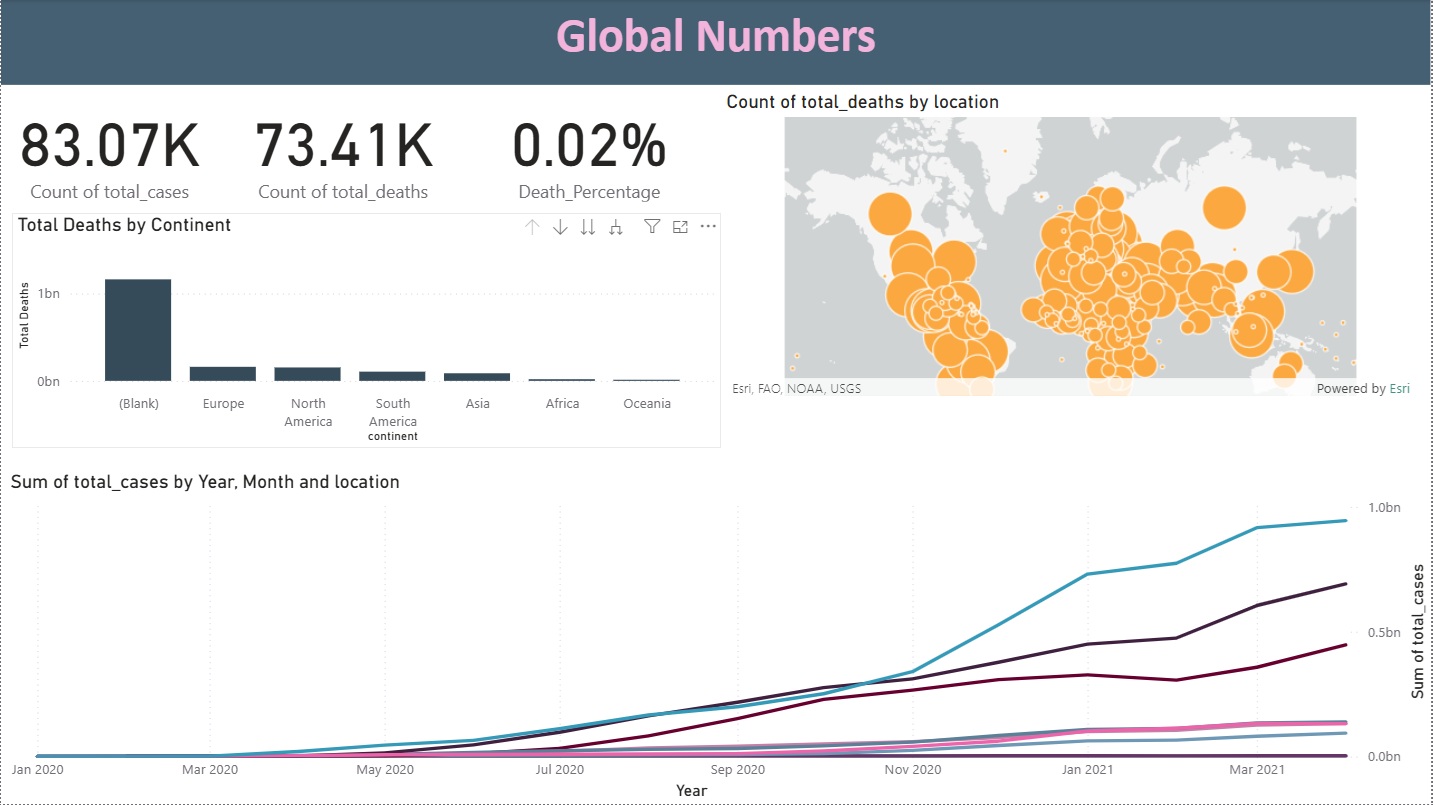 Global Numbers
83.07K
Count of total_cases
73.41K
Count of total_deaths
0.02%
Death_Percentage
Count of total_deaths by location
Esri, FAO, NOAA, USGS
Powered by Esri
Total Deaths by Continent
Total Deaths
1bn
0bn
(Blank)
Europe
North
America
South
America
Asia
Africa
Oceania
continent
Sum of total_cases by Year, Month and location
1.0bn
0.5bn
0.0bn
Sum of total_cases
Jan 2020
Mar 2020
May 2020
Jul 2020
Sep 2020
Nov 2020
Jan 2021
Mar 2021
Year